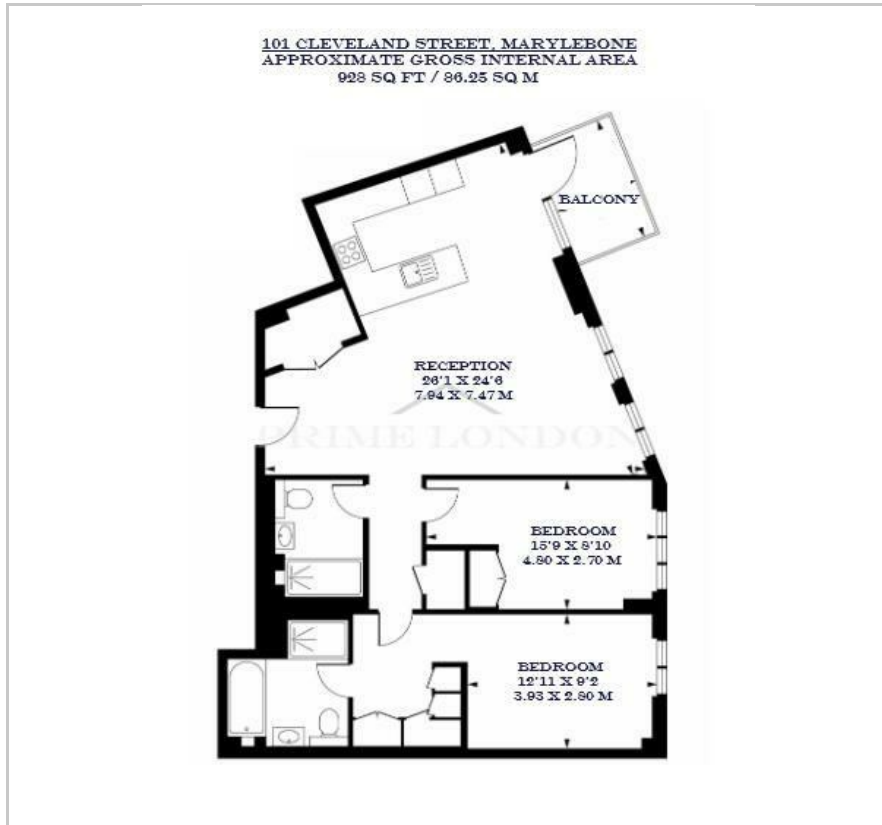 101 CLEVELAND STREET, MARYLEBONE
APPROXIMATE GROSS INTERNAL AREA
928 SQ FT / 86.25 SQ M
BALCONY
RECEPTION
26'1 X 24'6
7.94 X 7.47 M
PRIME LONDON
BEDROOM
15'9 X 8'10
4.80 X 2.70 M
BEDROOM
12'11 X 9'2
3.93 X 2.80 M